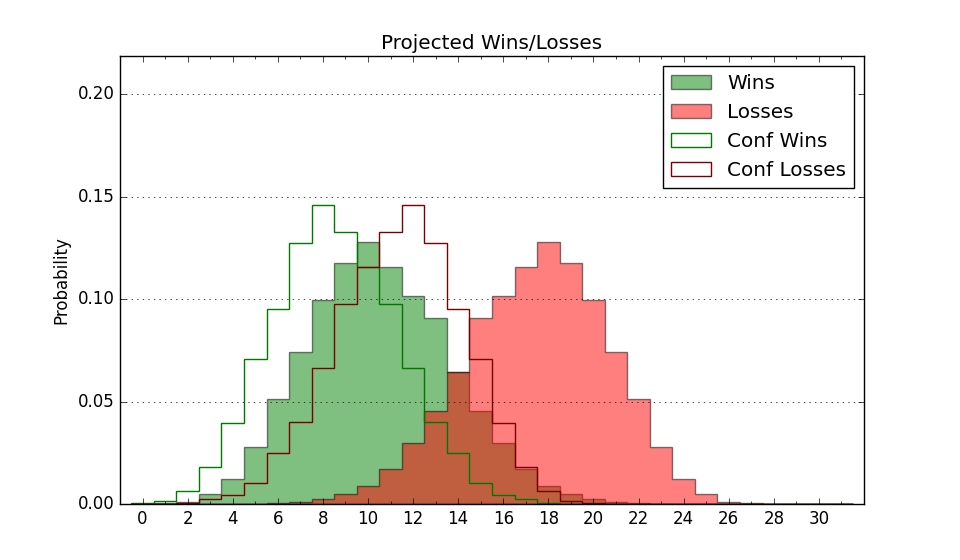 Projected Wins/Losses
Wins
Losses
Conf Wins
Conf Losses
Probability
0.20
0.15
0.10
0.05
0.00
0 2 4 6 8 10 12 14 16 18 20 22 24 26 28 30